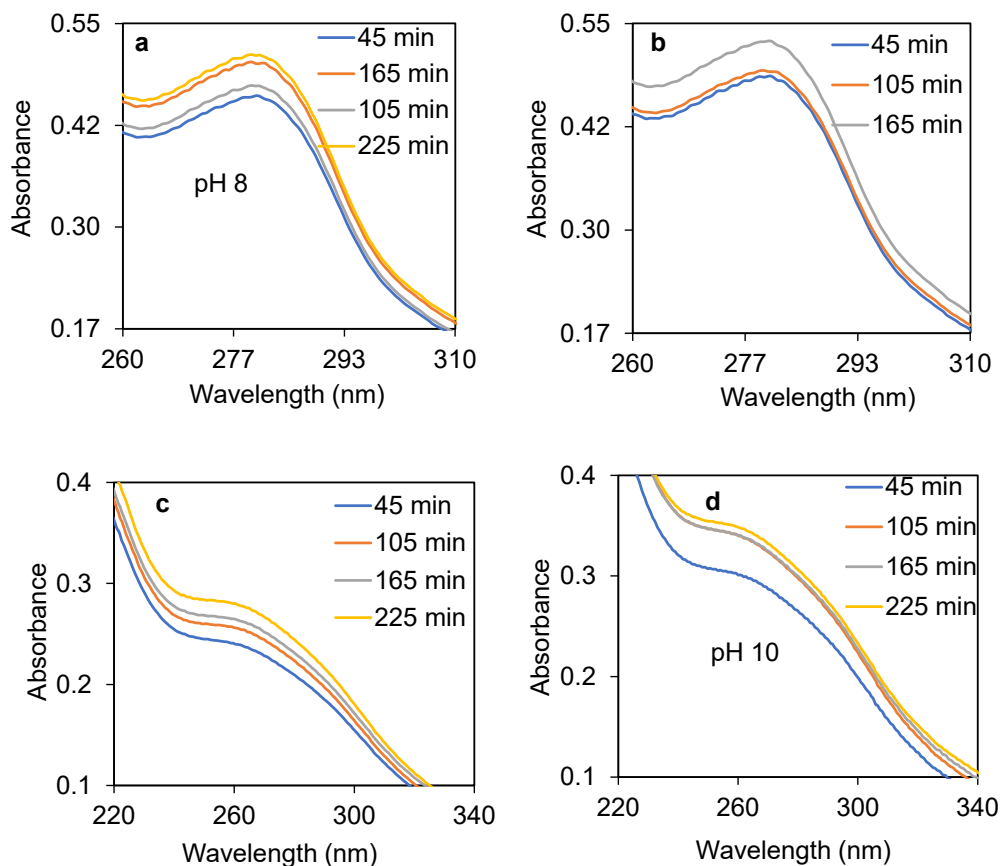 a
0.55
0.42
0.30
0.17
Absorbance
45 min
165 min
105 min
225 min
pH 8
260
277
293
310
Wavelength (nm)
b
0.55
0.42
0.30
0.17
Absorbance
45 min
105 min
165 min
260
277
293
310
Wavelength (nm)
c
0.4
0.3
0.2
0.1
Absorbance
45 min
105 min
165 min
225 min
220
260
300
340
Wavelength (nm)
d
0.4
0.3
0.2
0.1
Absorbance
45 min
105 min
165 min
225 min
pH 10
220
260
300
340
Wavelength (nm)